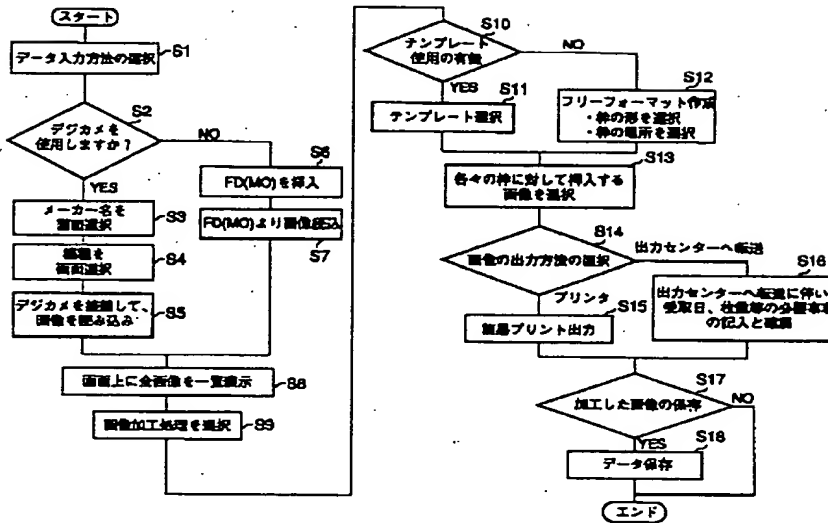 スタート
データ入力方法の選択
S1
S2
デジカメを
使用しますか?
NO
YES
メーカー名を
画面選択
S3
機種を
画面選択
S4
デジカメを接続して、
画像を読み込み
S5
S6
FD(MO)を挿入
FD(MO)より画像読込
S7
画面上に全画像を一覧表示
S8
画像加工処理を選択
S9
S10
テンプレート
使用の有無
NO
YES
S11
テンプレート選択
S12
フリーフォーマット作成
・枠の形を選択
・枠の場所を選択
S13
各々の枠に対して挿入する
画像を選択
S14
画像の出力方法の選択
出力センターへ転送
プリンタ
S15
簡易プリント出力
S16
出力センターへ転送に伴い
受取日、枚数等の必要事項
の記入と確認
S17
加工した画像の保存
NO
YES
S18
データ保存
エンド